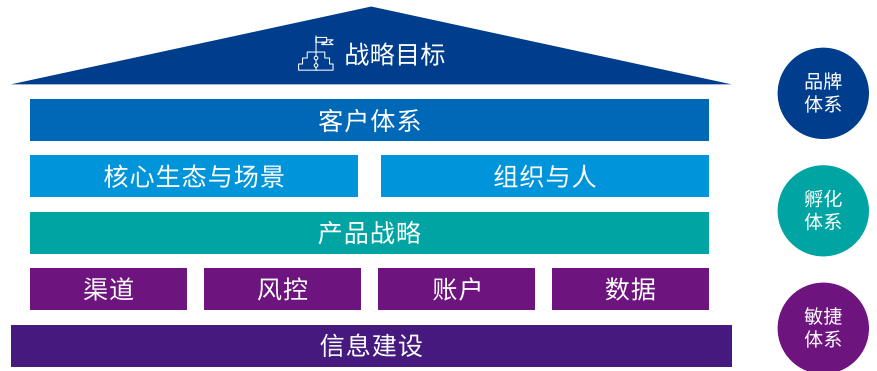 战略目标
客户体系
核心生态与场景
组织与人
产品战略
渠道
风控
账户
数据
信息建设
品牌
体系
孵化
体系
敏捷
体系